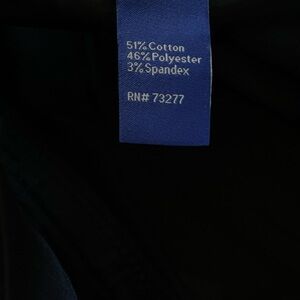 51% Cotton
46% Polyester
3% Spandex
RN# 73277